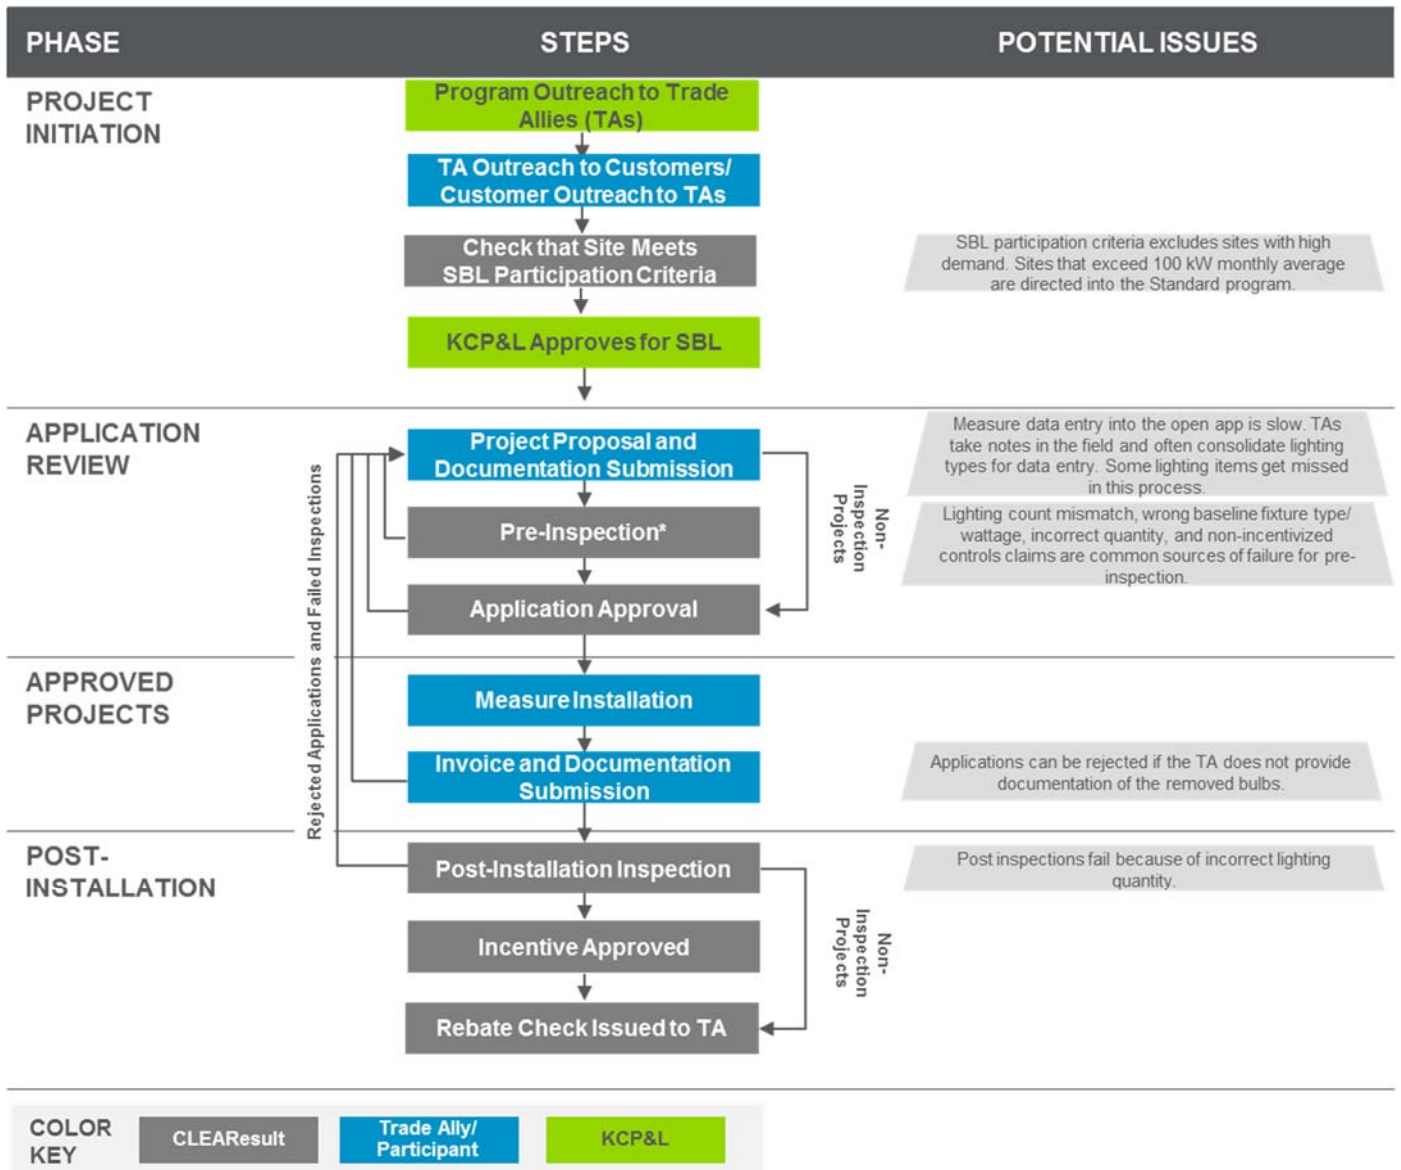 PHASE
STEPS
POTENTIAL ISSUES
PROJECT
INITIATION
Program Outreach to Trade
Allies (TAs)
TA Outreach to Customers/
Customer Outreach to TAs
Check that Site Meets
SBL Participation Criteria
SBL participation criteria excludes sites with high
demand. Sites that exceed 100 kW monthly average
are directed into the Standard program.
KCP&L Approves for SBL
APPLICATION
REVIEW
Project Proposal and
Documentation Submission
Pre-Inspection*
Application Approval
Non-
Inspection
Projects
Measure data entry into the open app is slow. TAs
take notes in the field and often consolidate lighting
types for data entry. Some lighting items get missed
in this process.
Lighting count mismatch, wrong baseline fixture type/
wattage, incorrect quantity, and non-incentivized
controls claims are common sources of failure for pre-
inspection.
Rejected Applications and Failed Inspections
APPROVED
PROJECTS
Measure Installation
Invoice and Documentation
Submission
Applications can be rejected if the TA does not provide
documentation of the removed bulbs.
POST-
INSTALLATION
Post-Installation Inspection
Incentive Approved
Rebate Check Issued to TA
Non-
Inspection
Projects
Post inspections fail because of incorrect lighting
quantity.
COLOR
KEY
CLEAResult
Trade Ally/
Participant
KCP&L